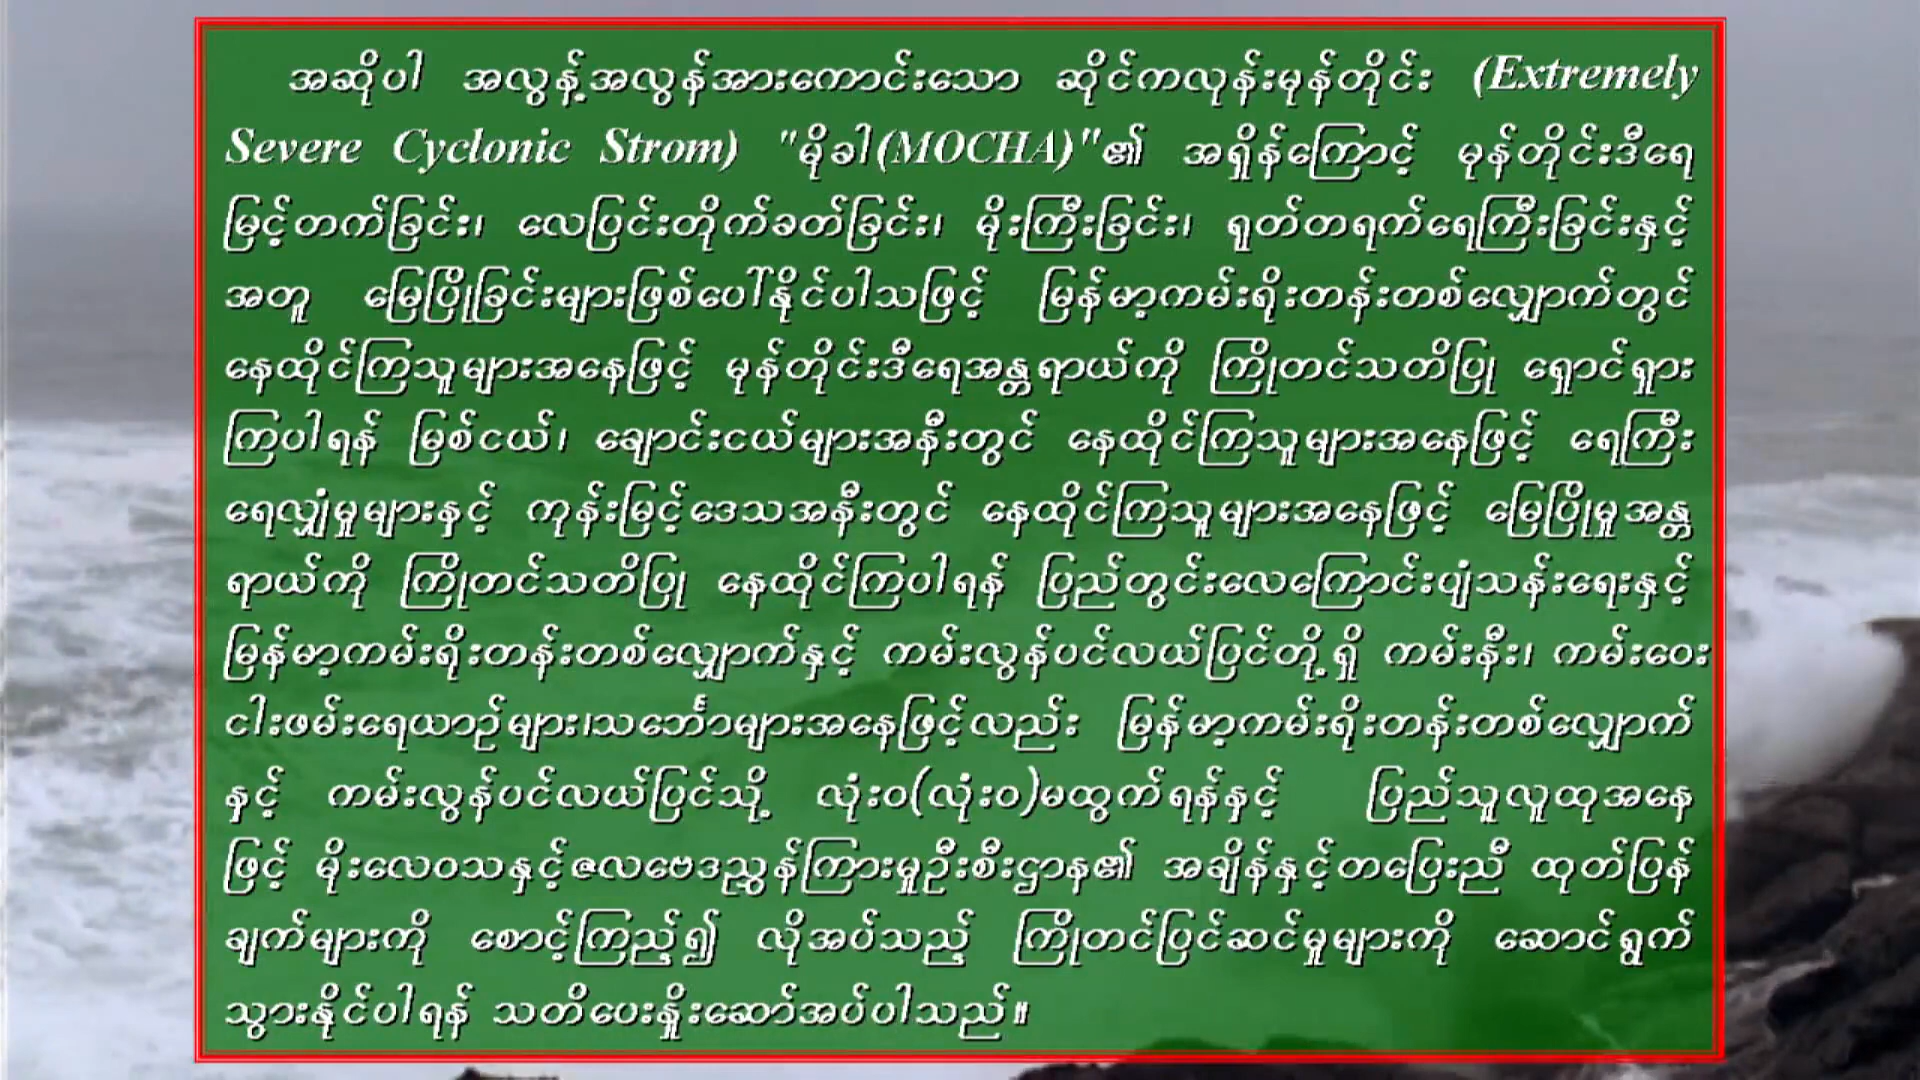 အဆိုပါ အလွန့်အလွန်အားကောင်းသော ဆိုင်ကလုန်းမုန်တိုင်း (Extremely
Severe Cyclonic Strom) "မိုခါ(MOCHA)"၏ အရှိန်ကြောင့် မုန်တိုင်းဒီရေ
မြင့်တက်ခြင်း၊ လေပြင်းတိုက်ခတ်ခြင်း၊ မိုးကြီးခြင်း၊ ရုတ်တရက်ရေကြီးခြင်းနှင့်
အတူ မြေပြိုခြင်းများဖြစ်ပေါ်နိုင်ပါသဖြင့် မြန်မာ့ကမ်းရိုးတန်းတစ်လျှောက်တွင်
နေထိုင်ကြသူများအနေဖြင့် မုန်တိုင်းဒီရေအန္တရာယ်ကို ကြိုတင်သတိပြု ရှောင်ရှား
ကြပါရန် မြစ်ငယ်၊ ချောင်းငယ်များအနီးတွင် နေထိုင်ကြသူများအနေဖြင့် ရေကြီး
ရေလျှံမှုများနှင့် ကုန်းမြင့်ဒေသအနီးတွင် နေထိုင်ကြသူများအနေဖြင့် မြေပြိုမှုအန္တ
ရာယ်ကို ကြိုတင်သတိပြု နေထိုင်ကြပါရန် ပြည်တွင်းလေကြောင်းပျံသန်းရေးနှင့်
မြန်မာ့ကမ်းရိုးတန်းတစ်လျှောက်နှင့် ကမ်းလွန်ပင်လယ်ပြင်တို့ရှိ ကမ်းနီး၊ ကမ်းဝေး
ငါးဖမ်းရေယာဉ်များ၊သင်္ဘောများအနေဖြင့်လည်း မြန်မာ့ကမ်းရိုးတန်းတစ်လျှောက်
နှင့် ကမ်းလွန်ပင်လယ်ပြင်သို့ လုံးဝ(လုံးဝ)မထွက်ရန်နှင့် ပြည်သူလူထုအနေ
ဖြင့် မိုးလေဝသနှင့်ဇလဗေဒညွှန်ကြားမှုဦးစီးဌာန၏ အချိန်နှင့်တပြေးညီ ထုတ်ပြန်
ချက်များကို စောင့်ကြည့်၍ လိုအပ်သည့် ကြိုတင်ပြင်ဆင်မှုများကို ဆောင်ရွက်
သွားနိုင်ပါရန် သတိပေးနှိုးဆော်အပ်ပါသည်။